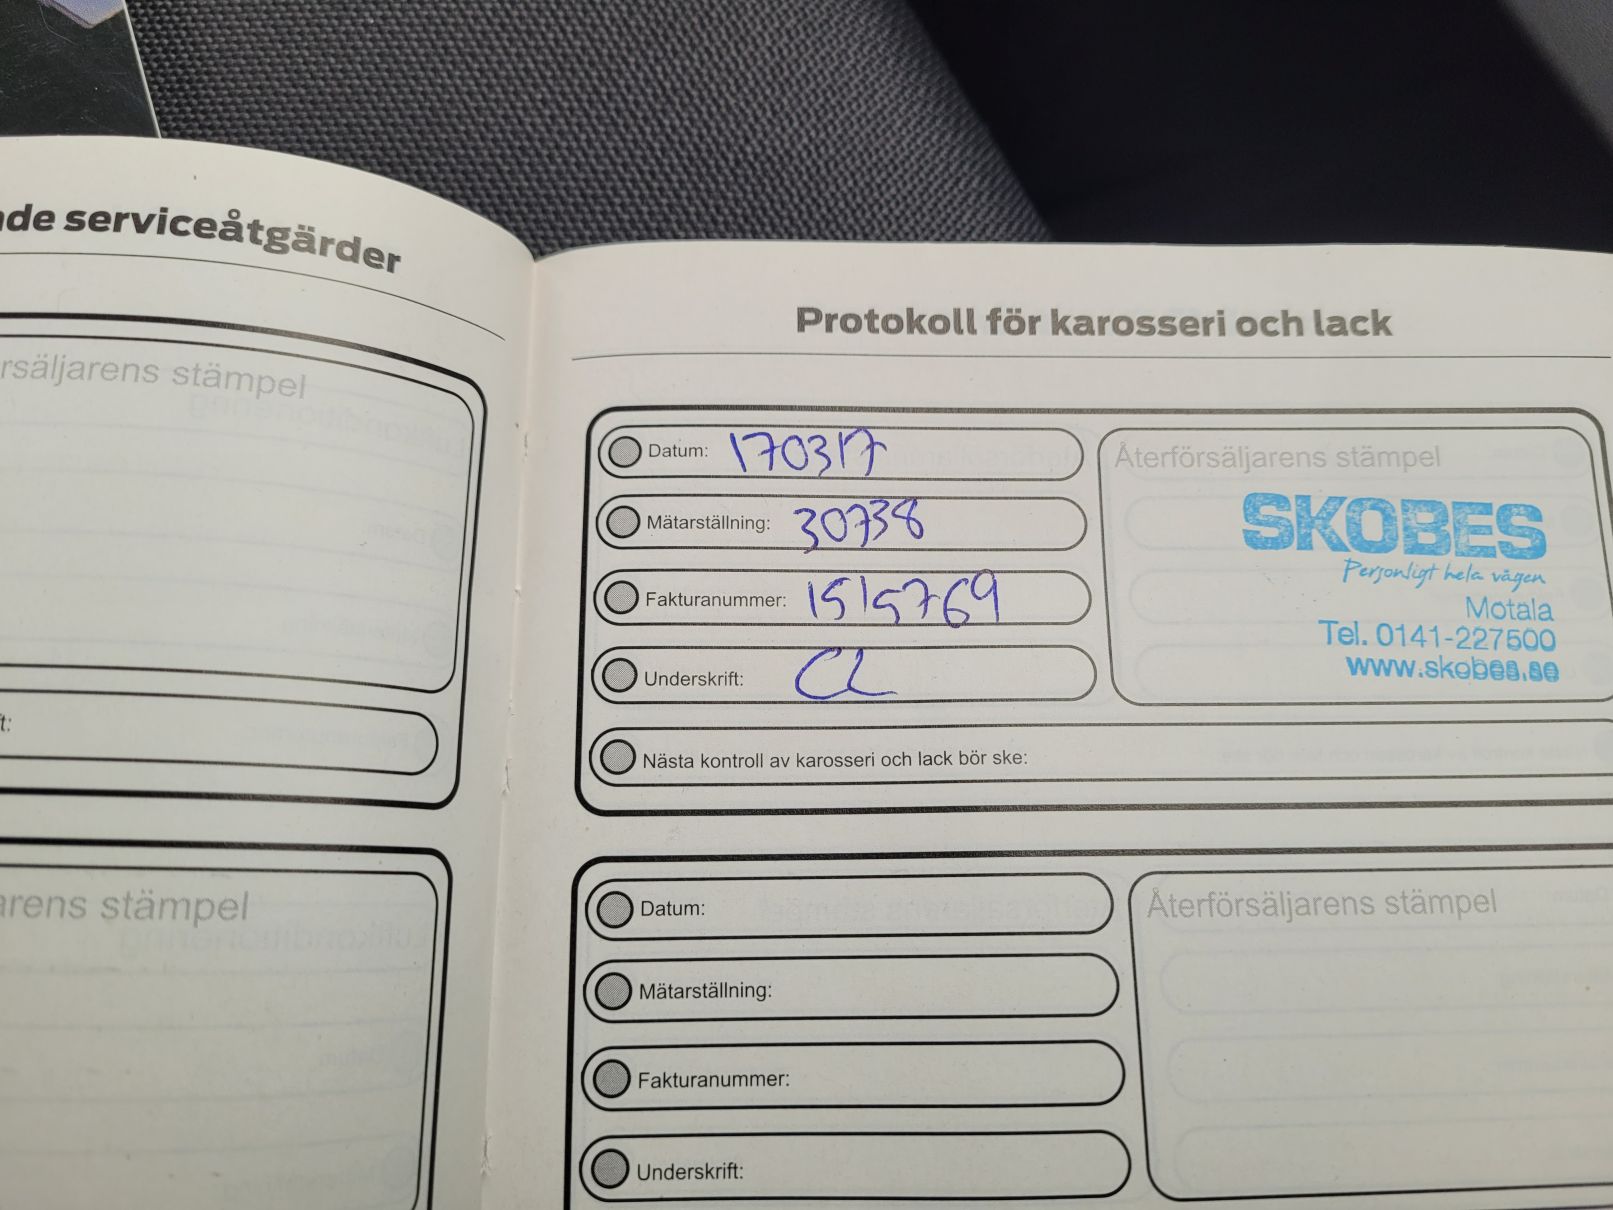 de serviceåtgärder
rsäljarens stämpel
t:
arens stämpel
Protokoll för karosseri och lack
Datum: 170317
Mätarställning: 30738
Fakturanummer: 1515769
Underskrift: CL
Nästa kontroll av karosseri och lack bör ske:
Återförsäljarens stämpel
SKOBES
Personligt hela vägen
Motala
Tel. 0141-227500
www.skobes.se
Datum:
Mätarställning:
Fakturanummer:
Underskrift:
Återförsäljarens stämpel